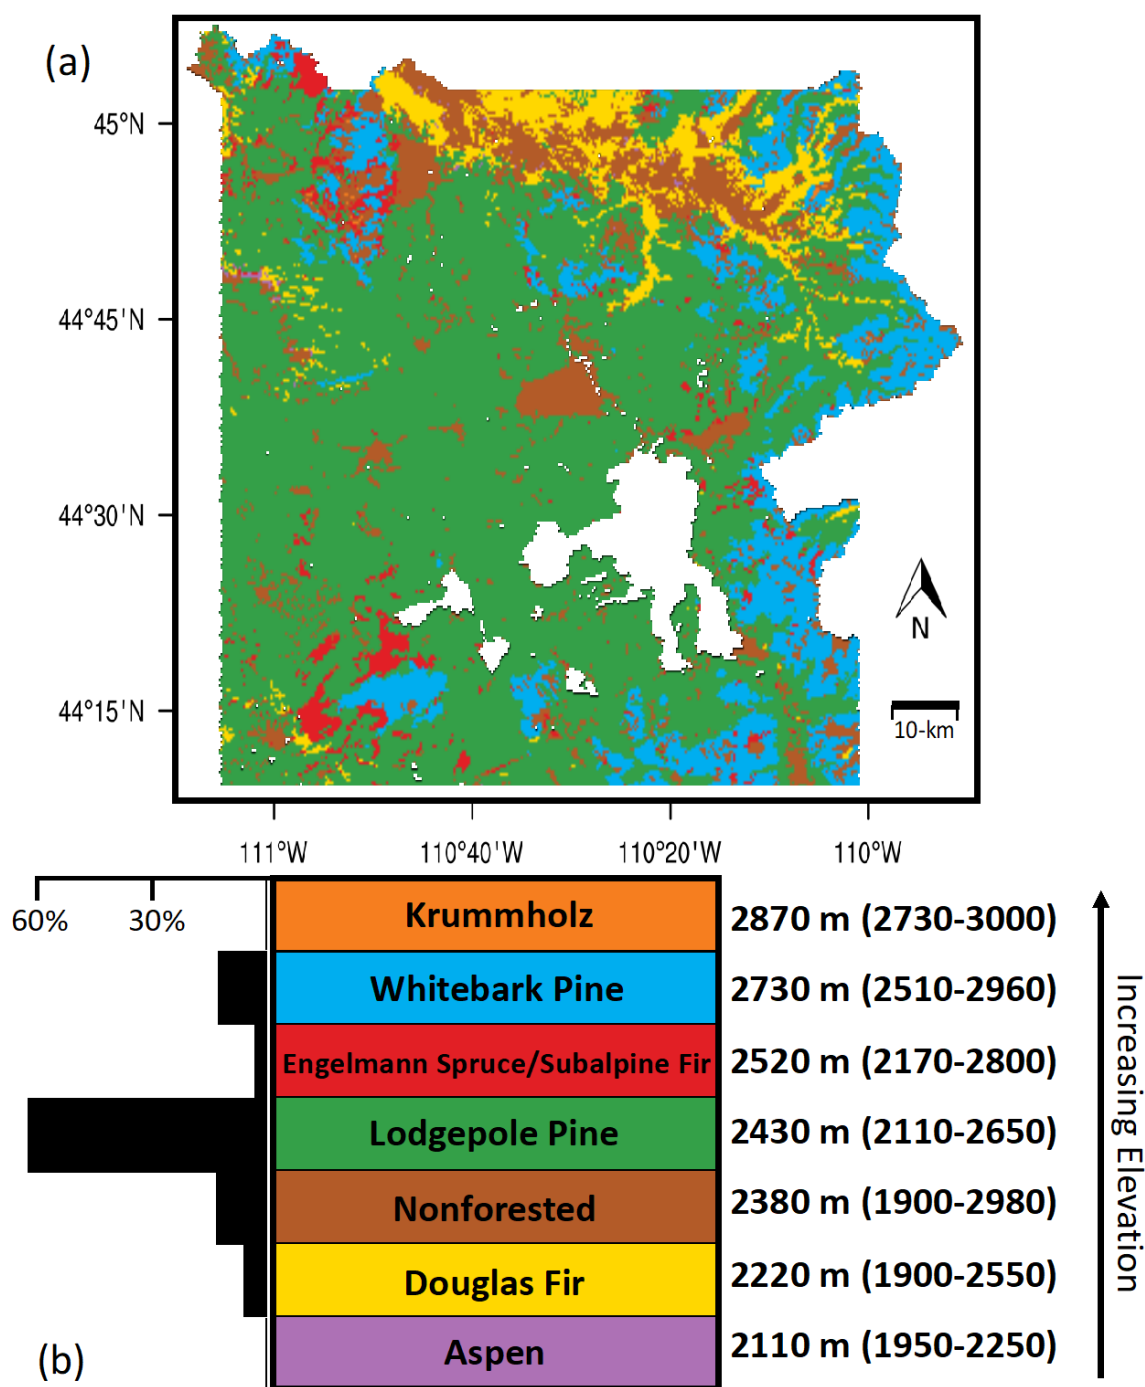 (a)
45°N
44°45'N
44°30'N
44°15'N
N
10-km
111°W 110°40'W 110°20'W 110°W
60% 30%
Krummholz 2870 m (2730-3000)
Whitebark Pine 2730 m (2510-2960)
Engelmann Spruce/Subalpine Fir 2520 m (2170-2800)
Lodgepole Pine 2430 m (2110-2650)
Nonforested 2380 m (1900-2980)
Douglas Fir 2220 m (1900-2550)
Aspen 2110 m (1950-2250)
Increasing Elevation
(b)